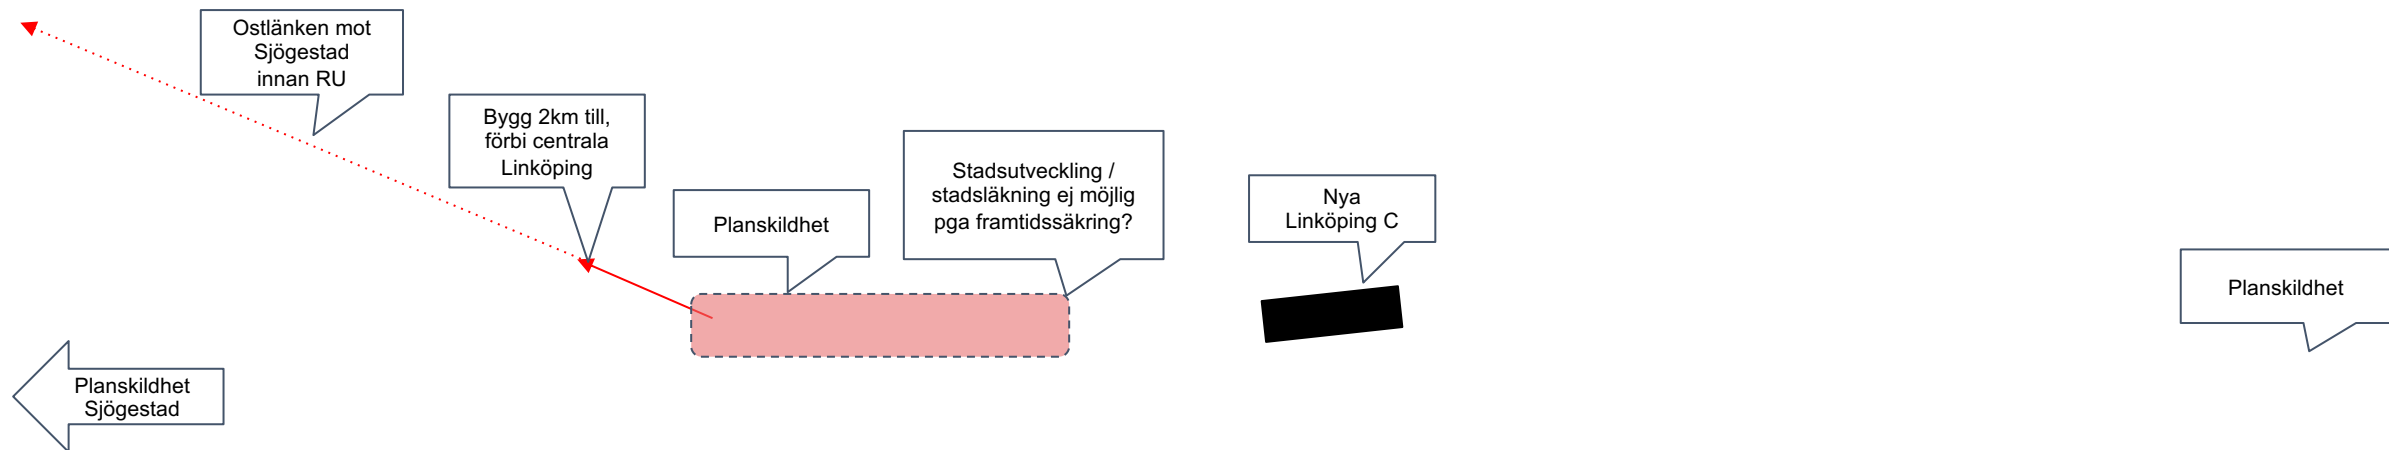 Ostlänken mot
Sjögestad
innan RU
Bygg 2km till,
förbi centrala
Linköping
Planskildhet
Stadsutveckling /
stadsläkning ej möjlig
pga framtidssäkring?
Nya
Linköping C
Planskildhet
Planskildhet
Sjögestad